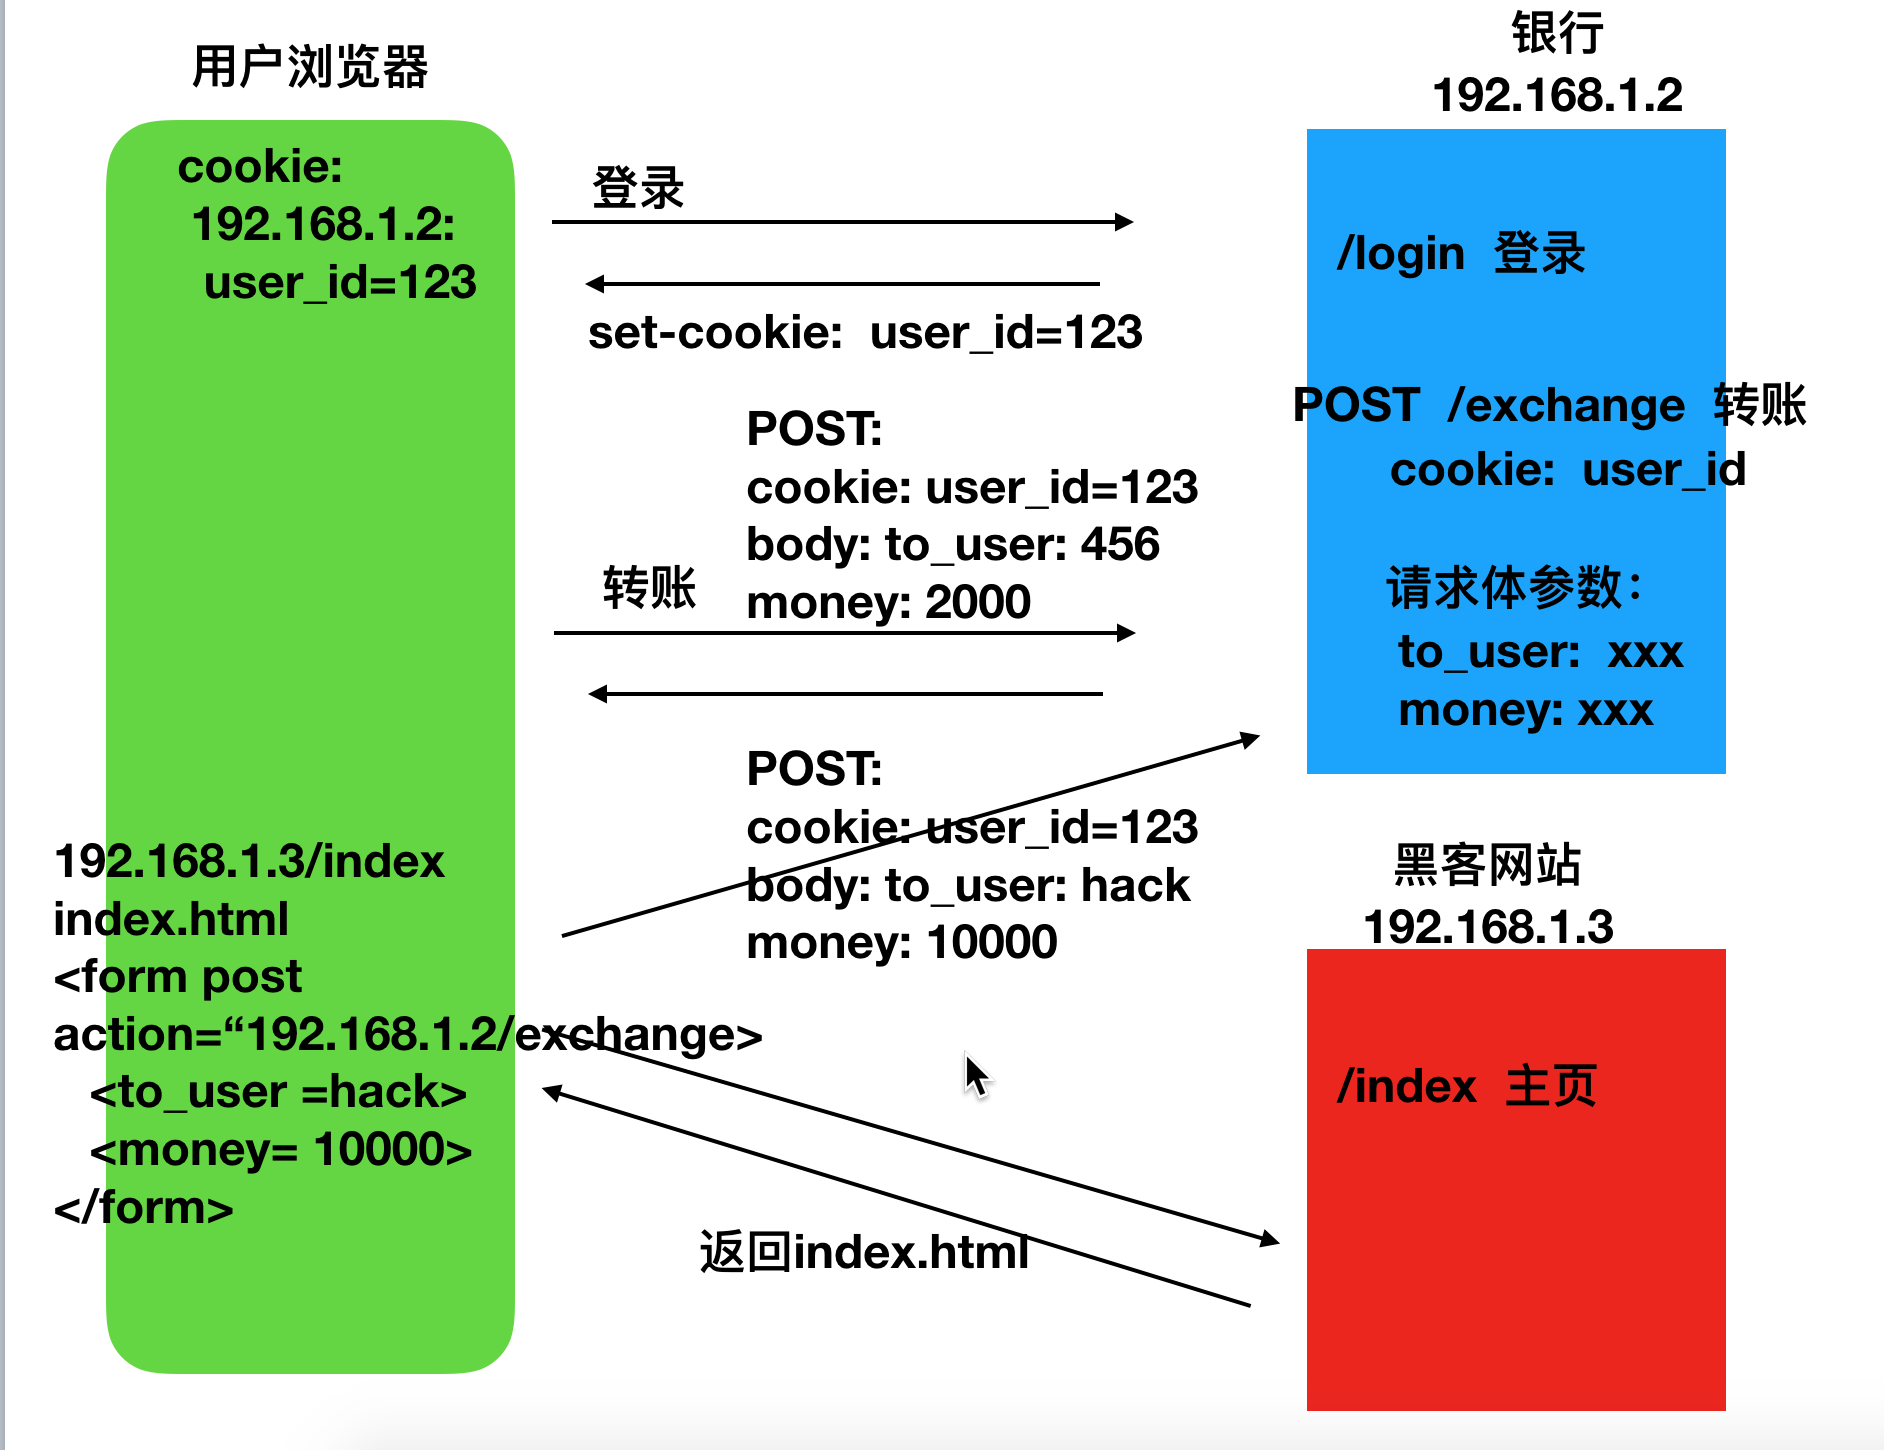 用户浏览器
cookie:
192.168.1.2:
user_id=123
登录
set-cookie: user_id=123
POST:
cookie: user_id=123
body: to_user: 456
money: 2000
转账
POST:
cookie: user_id=123
body: to_user: hack
money: 10000
192.168.1.3/index
index.html
<form post
action=“192.168.1.2/exchange>
<to_user =hack>
<money= 10000>
</form>
返回index.html
银行
192.168.1.2
/login 登录
POST /exchange 转账
cookie: user_id
请求体参数：
to_user: xxx
money: xxx
黑客网站
192.168.1.3
/index 主页